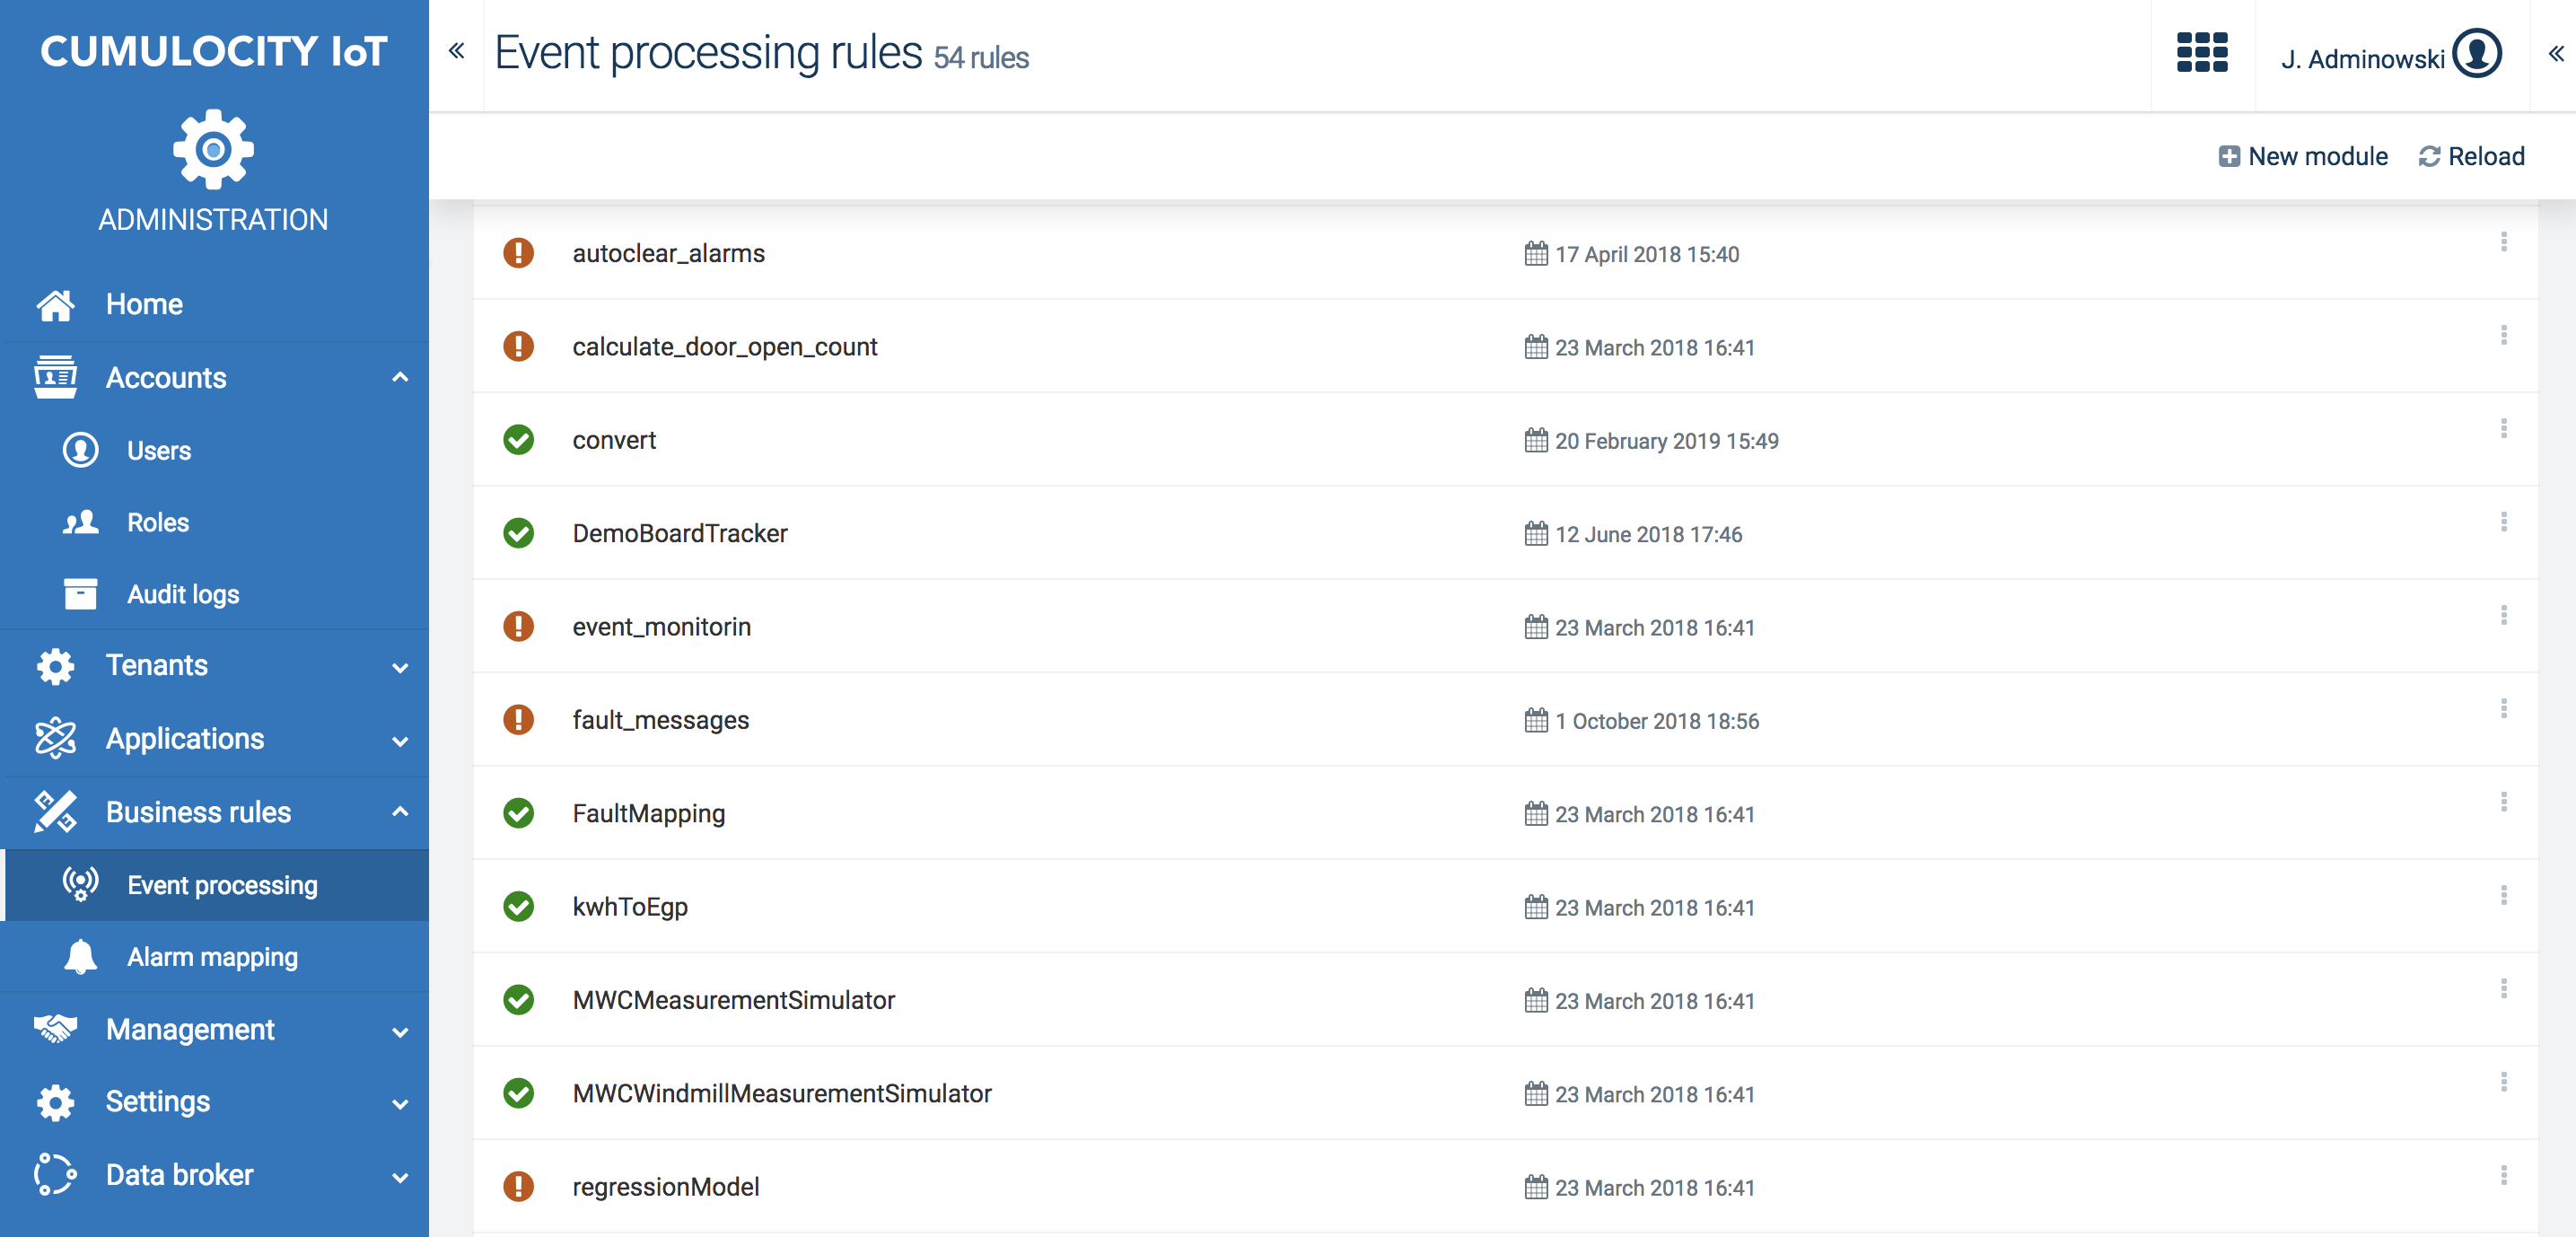 CUMULOCITY IoT
ADMINISTRATION
Home
Accounts
Users
Roles
Audit logs
Tenants
Applications
Business rules
Event processing
Alarm mapping
Management
Settings
Data broker
Event processing rules 54 rules
J. Adminowski
New module Reload
autoclear_alarms 17 April 2018 15:40
calculate_door_open_count 23 March 2018 16:41
convert 20 February 2019 15:49
DemoBoardTracker 12 June 2018 17:46
event_monitorin 23 March 2018 16:41
fault_messages 1 October 2018 18:56
FaultMapping 23 March 2018 16:41
kwhToEgp 23 March 2018 16:41
MWCMeasurementSimulator 23 March 2018 16:41
MWCWindmillMeasurementSimulator 23 March 2018 16:41
regressionModel 23 March 2018 16:41